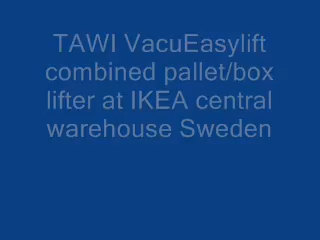 TAWI VacuEasylift
combined pallet/box
lifter at IKEA central
warehouse Sweden